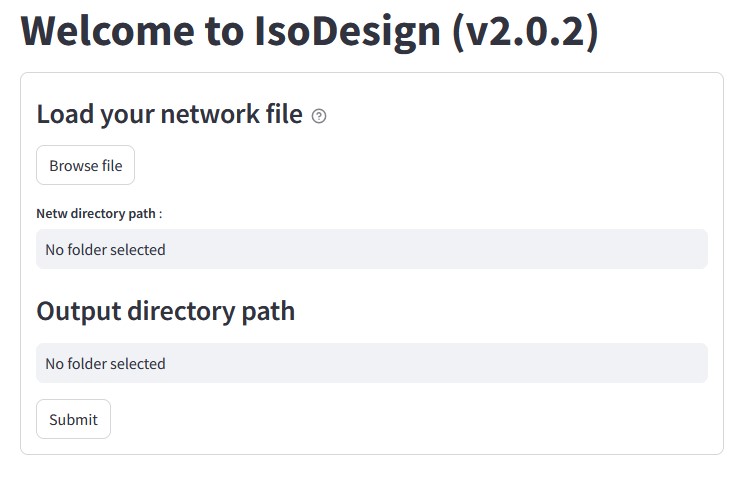 Welcome to IsoDesign (v2.0.2)
Load your network file
Browse file
Netw directory path :
No folder selected
Output directory path
No folder selected
Submit